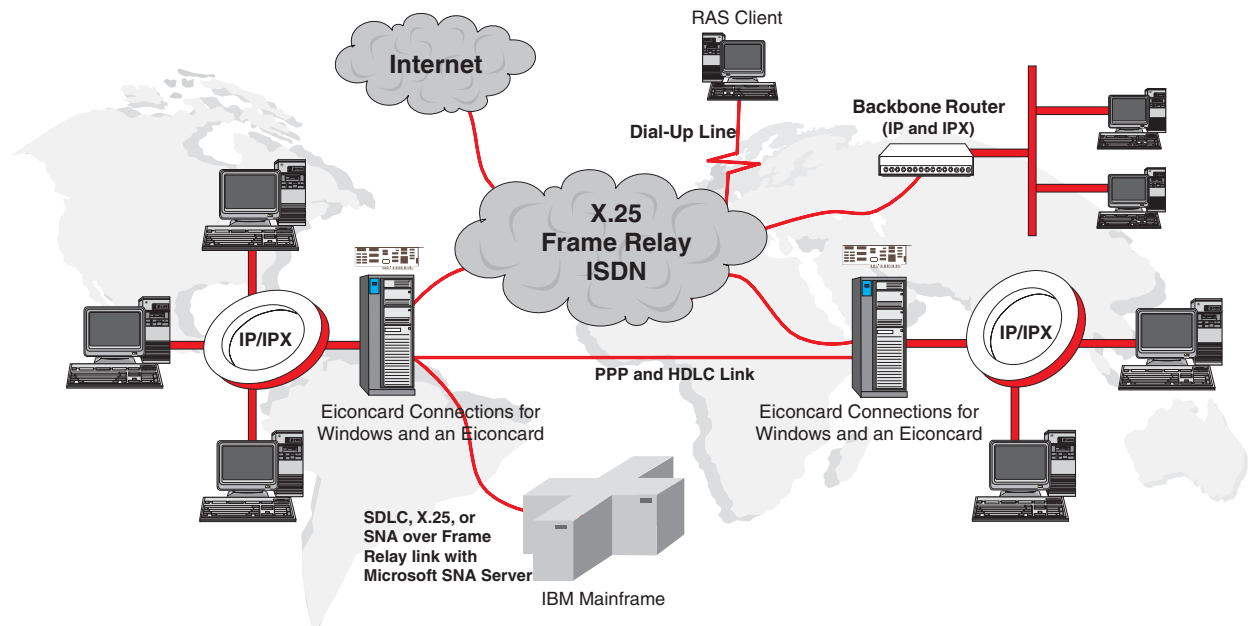 RAS Client
Internet
Dial-Up Line
Backbone Router
(IP and IPX)
X.25
Frame Relay
ISDN
IP/IPX
IP/IPX
PPP and HDLC Link
Eiconcard Connections for
Windows and an Eiconcard
Eiconcard Connections for
Windows and an Eiconcard
SDLC, X.25, or
SNA over Frame
Relay link with
Microsoft SNA Server
IBM Mainframe